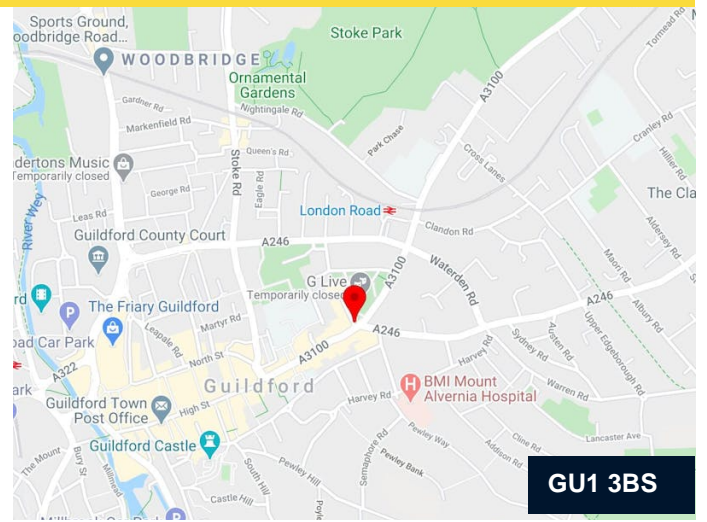 Sports Ground,
oodbridge Road...
WOODBRIDGE
Stoke Park
Tormead Rd
Ornamental
Gardens
A3100
Gardner Rd
Nightingale Rd
Markenfield Rd
Park Chase
Cranley Rd
Stoke Rd
Queen's Rd
Cross Lanes
Hillier Rd
dertons Music
Temporarily closed
Eagle Rd
George Rd
The Cla
River Wey
Leas Rd
London Road
Clandon Rd
Aldersey Rd
Guildford County Court
A246
Waterden Rd
Maori Rd
G Live
Temporarily closed
A3100
rd
P
The Friary Guildford
A246
Albury Rd
Martyr Rd
Leapale Rd
oad Car Park
A246
Sydney Rd
Austen Rd
Upper Edgeborough Rd
North St
A3100
Harvey Rd
A322
ark
Guildford
H
BMI Mount
Alvernia Hospital
Warren Rd
Guildford Town
Post Office
High St
Harvey Rd
Cline Rd
Lancaster Ave
Guildford Castle
Pewley Way
Addison Rd
The Mount
Bury St
Millmead
South Hill
Pewley Hill
Semaphore Rd
Pewley Bank
GU1 3BS
Castle Hill
P